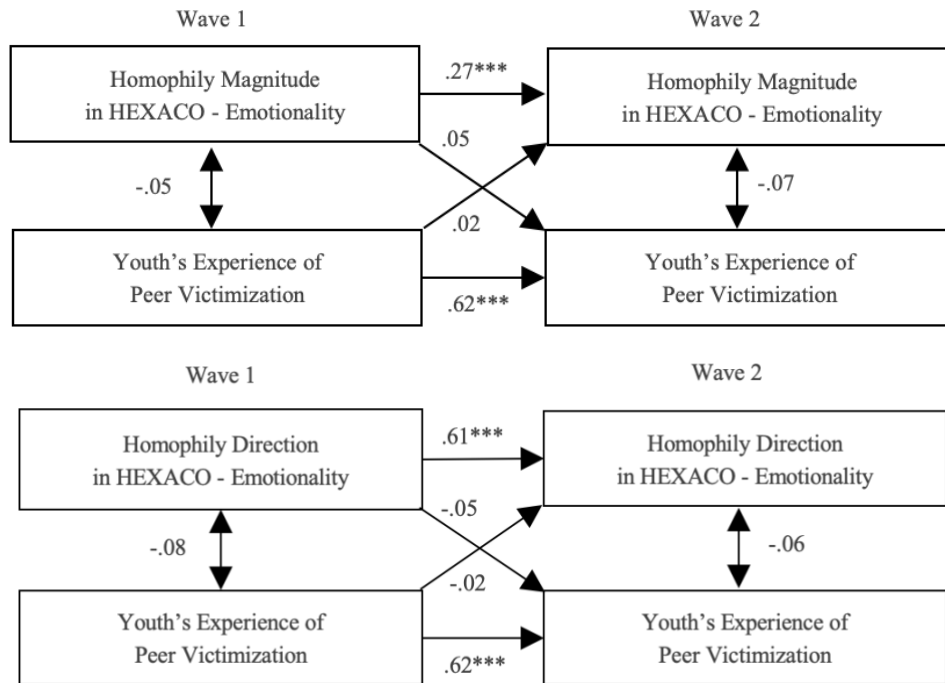 Wave 1 Wave 2
Homophily Magnitude
in HEXACO - Emotionality
.27***
Homophily Magnitude
in HEXACO - Emotionality
.05
-.05
-.07
.02
Youth’s Experience of
Peer Victimization
.62***
Youth’s Experience of
Peer Victimization
Wave 1 Wave 2
Homophily Direction
in HEXACO - Emotionality
.61***
Homophily Direction
in HEXACO - Emotionality
-.05
-.08
-.06
-.02
Youth’s Experience of
Peer Victimization
.62***
Youth’s Experience of
Peer Victimization